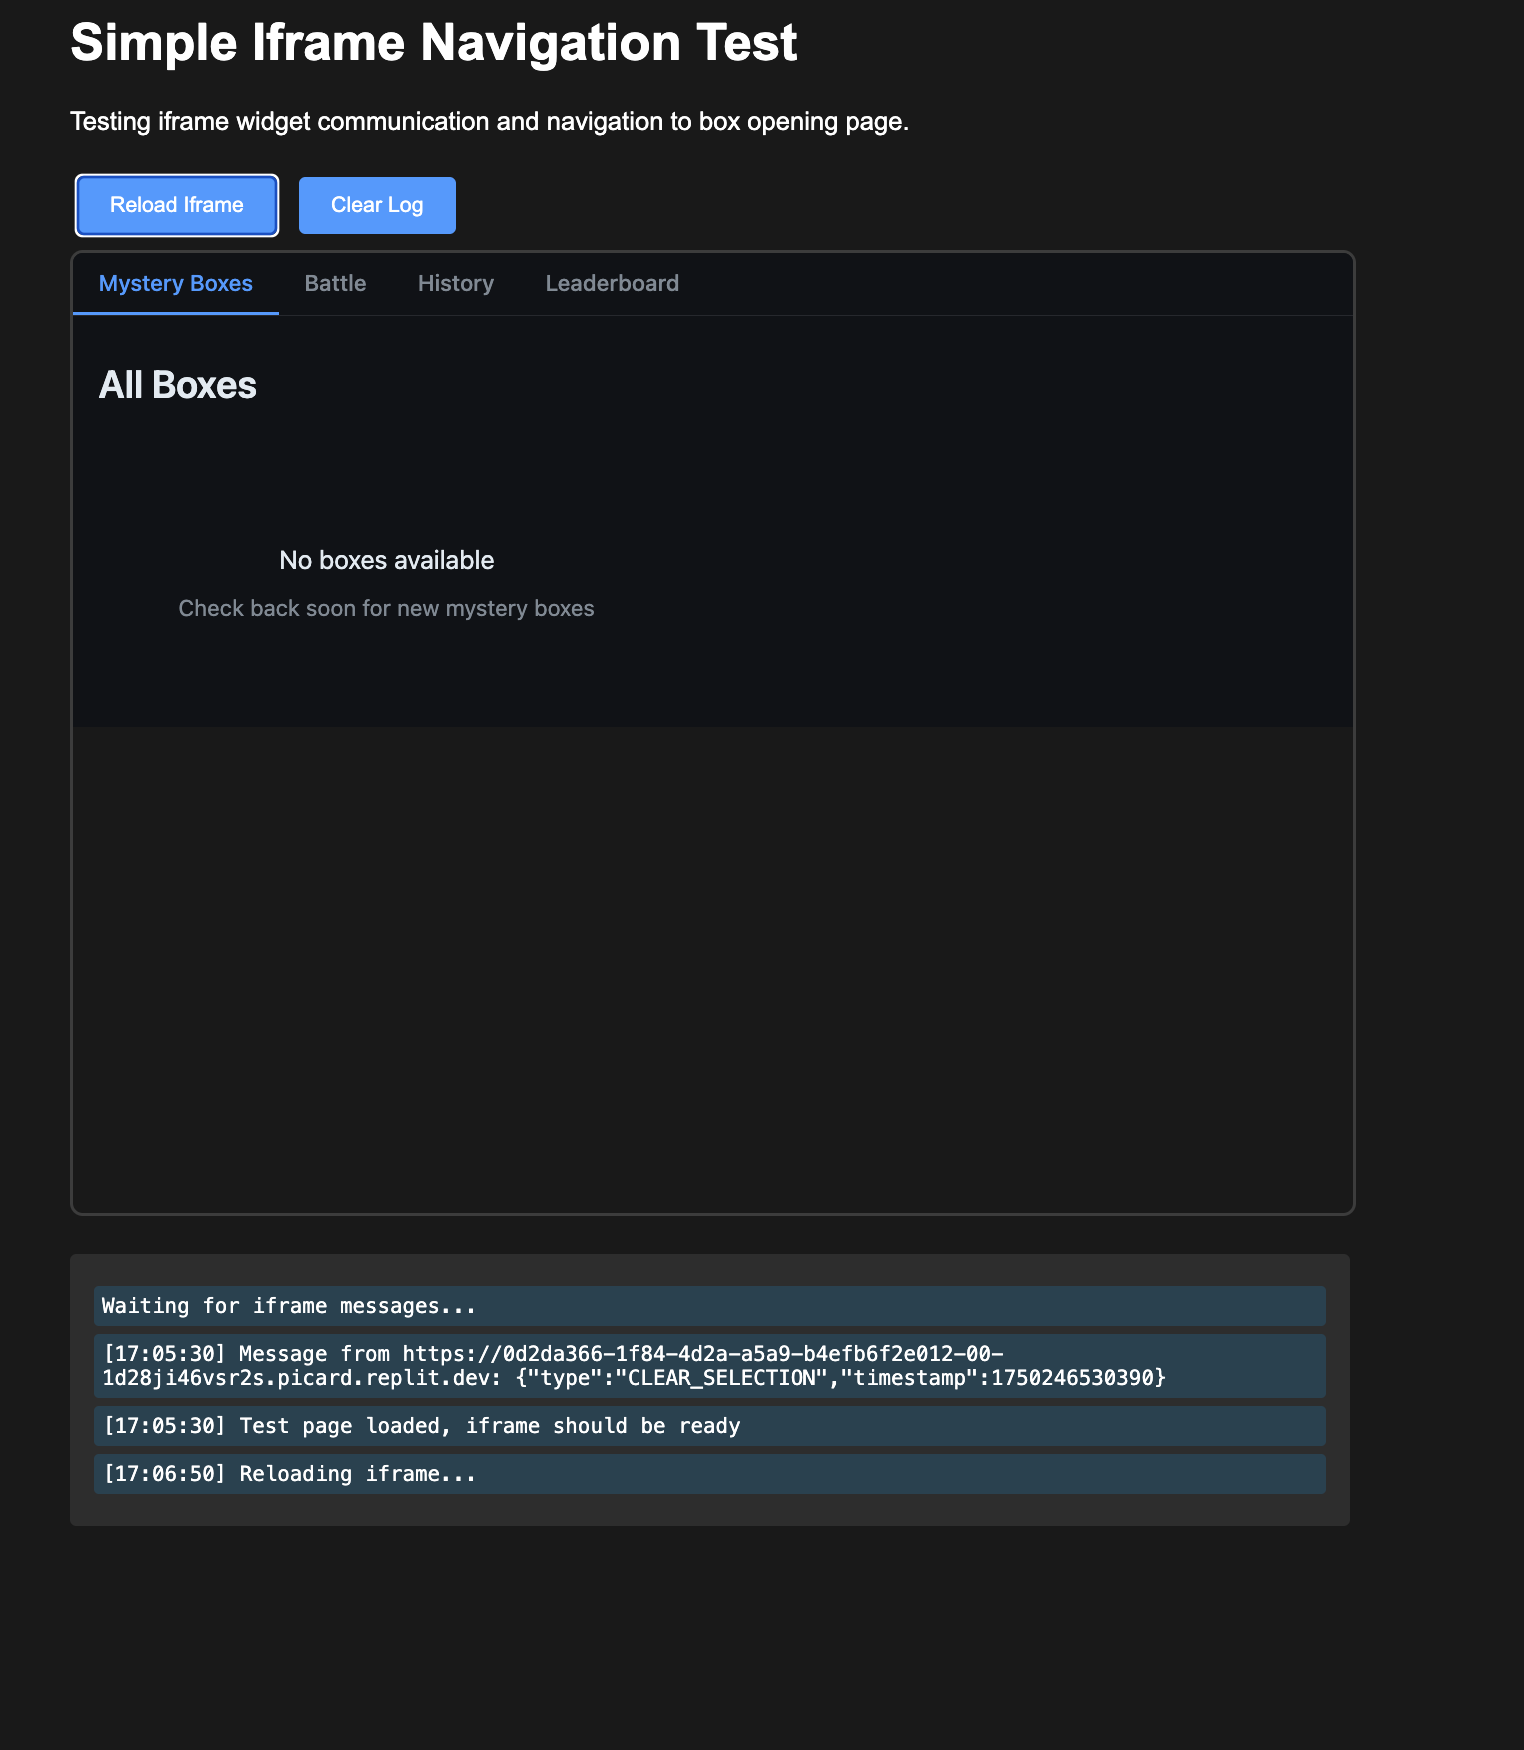 Simple Iframe Navigation Test
Testing iframe widget communication and navigation to box opening page.
Reload Iframe Clear Log
Mystery Boxes Battle History Leaderboard
All Boxes
No boxes available
Check back soon for new mystery boxes
Waiting for iframe messages...
[17:05:30] Message from https://0d2da366-1f84-4d2a-a5a9-b4efb6f2e012-00-
1d28ji46vsr2s.picard.replit.dev: {"type":"CLEAR_SELECTION","timestamp":1750246530390}
[17:05:30] Test page loaded, iframe should be ready
[17:06:50] Reloading iframe...